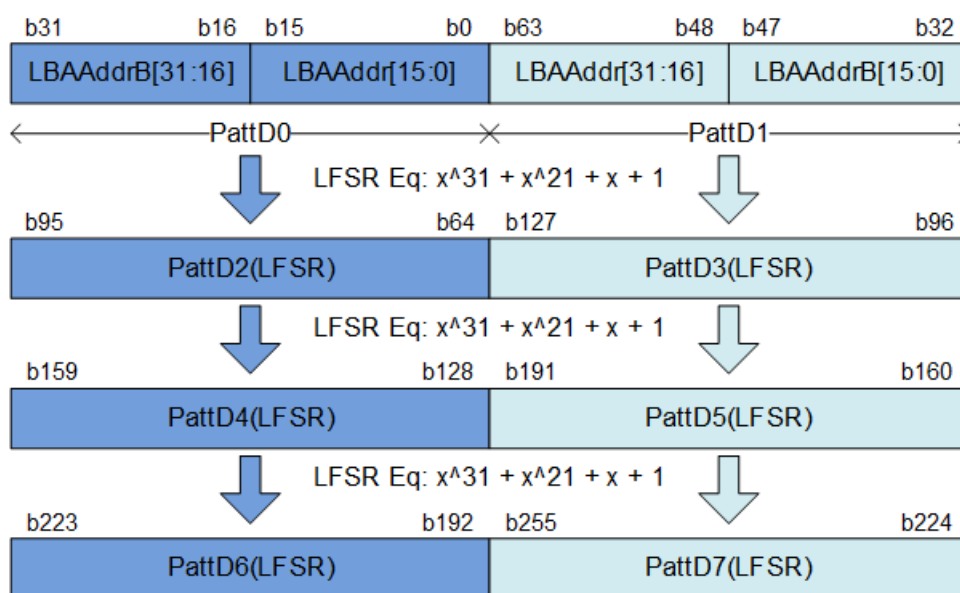 b31 b16 b15 b0 b63 b48 b47 b32
LBAAddrB[31:16] LBAAddr[15:0] LBAAddr[31:16] LBAAddrB[15:0]
PattD0 PattD1
LFSR Eq: x^31 + x^21 + x + 1
b95 b64 b127 b96
PattD2(LFSR) PattD3(LFSR)
LFSR Eq: x^31 + x^21 + x + 1
b159 b128 b191 b160
PattD4(LFSR) PattD5(LFSR)
LFSR Eq: x^31 + x^21 + x + 1
b223 b192 b255 b224
PattD6(LFSR) PattD7(LFSR)